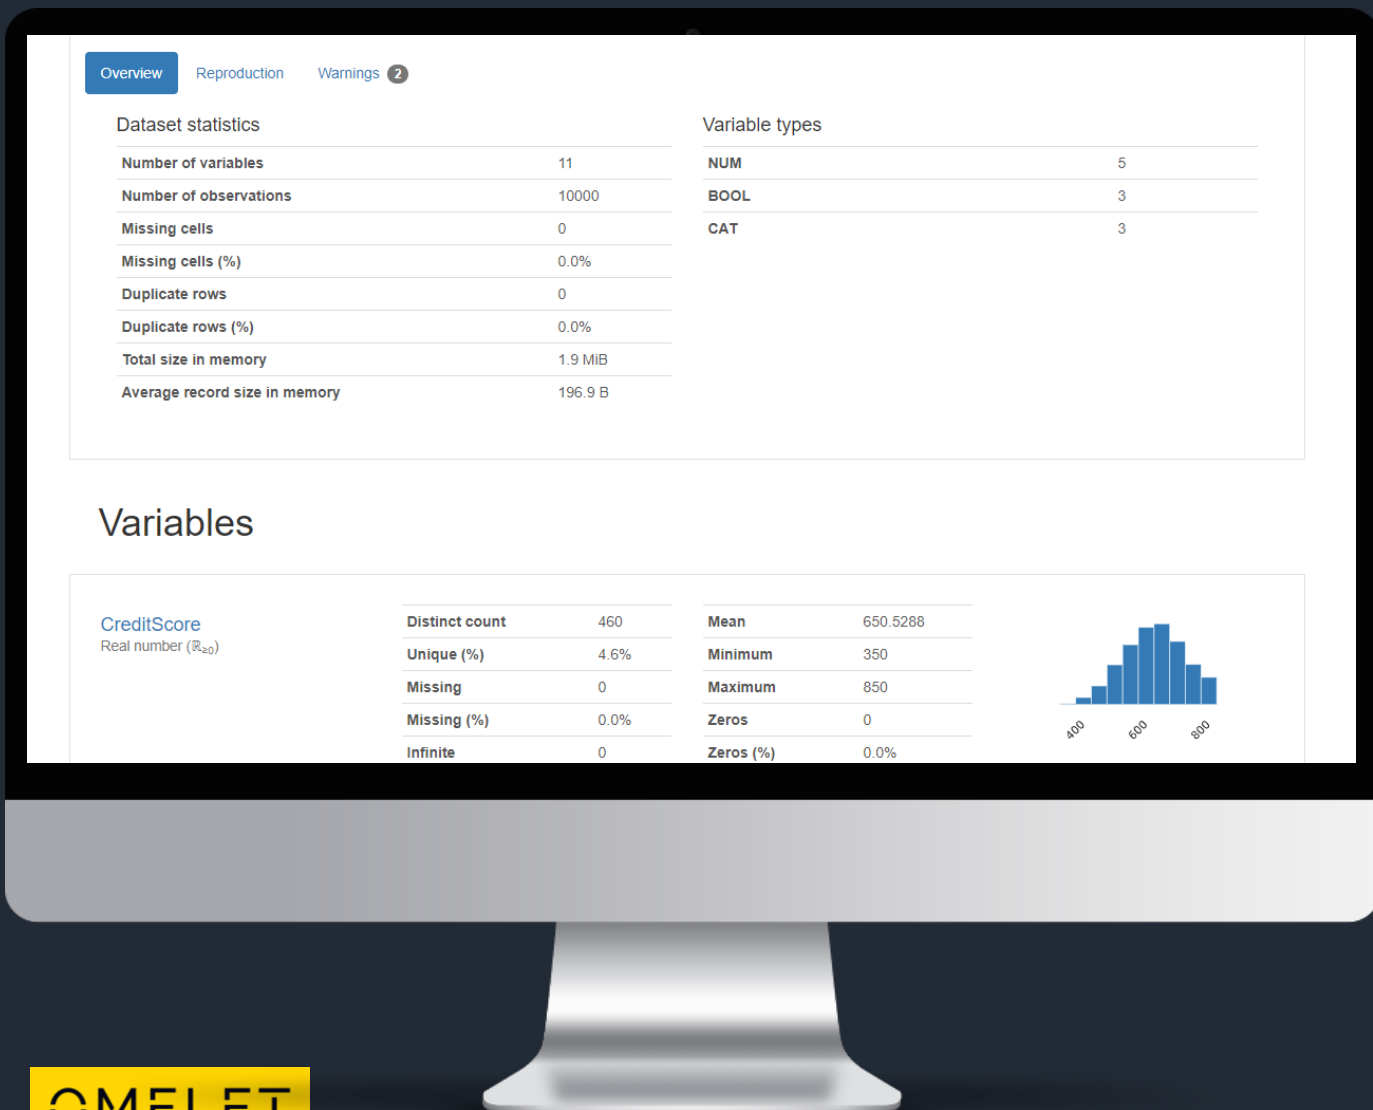 Overview Reproduction Warnings 2
Dataset statistics
Number of variables 11
Number of observations 10000
Missing cells 0
Missing cells (%) 0.0%
Duplicate rows 0
Duplicate rows (%) 0.0%
Total size in memory 1.9 MiB
Average record size in memory 196.9 B
Variable types
NUM 5
BOOL 3
CAT 3
Variables
CreditScore
Real number (ℝ≥0)
Distinct count 460
Unique (%) 4.6%
Missing 0
Missing (%) 0.0%
Infinite 0
Mean 650.5288
Minimum 350
Maximum 850
Zeros 0
Zeros (%) 0.0%
400 600 800
OMELET